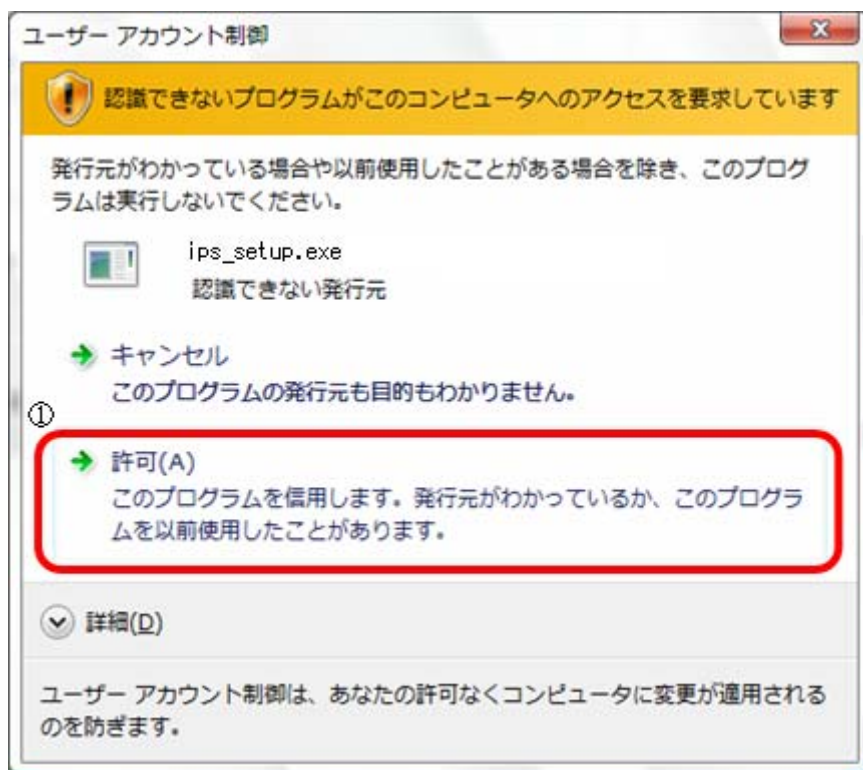 ユーザー アカウント制御
認識できないプログラムがこのコンピュータへのアクセスを要求しています
発行元がわかっている場合や以前使用したことがある場合を除き、このプログ
ラムは実行しないでください。
ips_setup.exe
認識できない発行元
キャンセル
このプログラムの発行元も目的もわかりません。
①
許可(A)
このプログラムを信用します。発行元がわかっているか、このプログラ
ムを以前使用したことがあります。
詳細(D)
ユーザー アカウント制御は、あなたの許可なくコンピュータに変更が適用される
のを防ぎます。